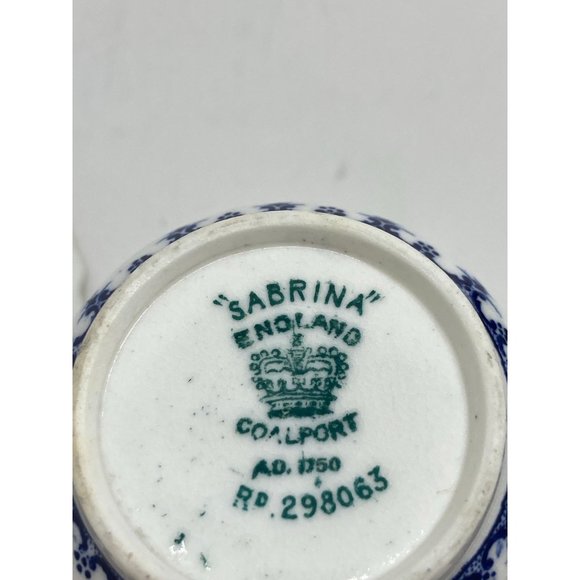 "SABRINA"
ENGLAND
COALPORT
A.D. 1750
RD. 298063